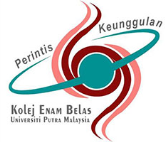 Perintis Keunggulan
KOLEJ ENAM BELAS
UNIVERSITI PUTRA MALAYSIA